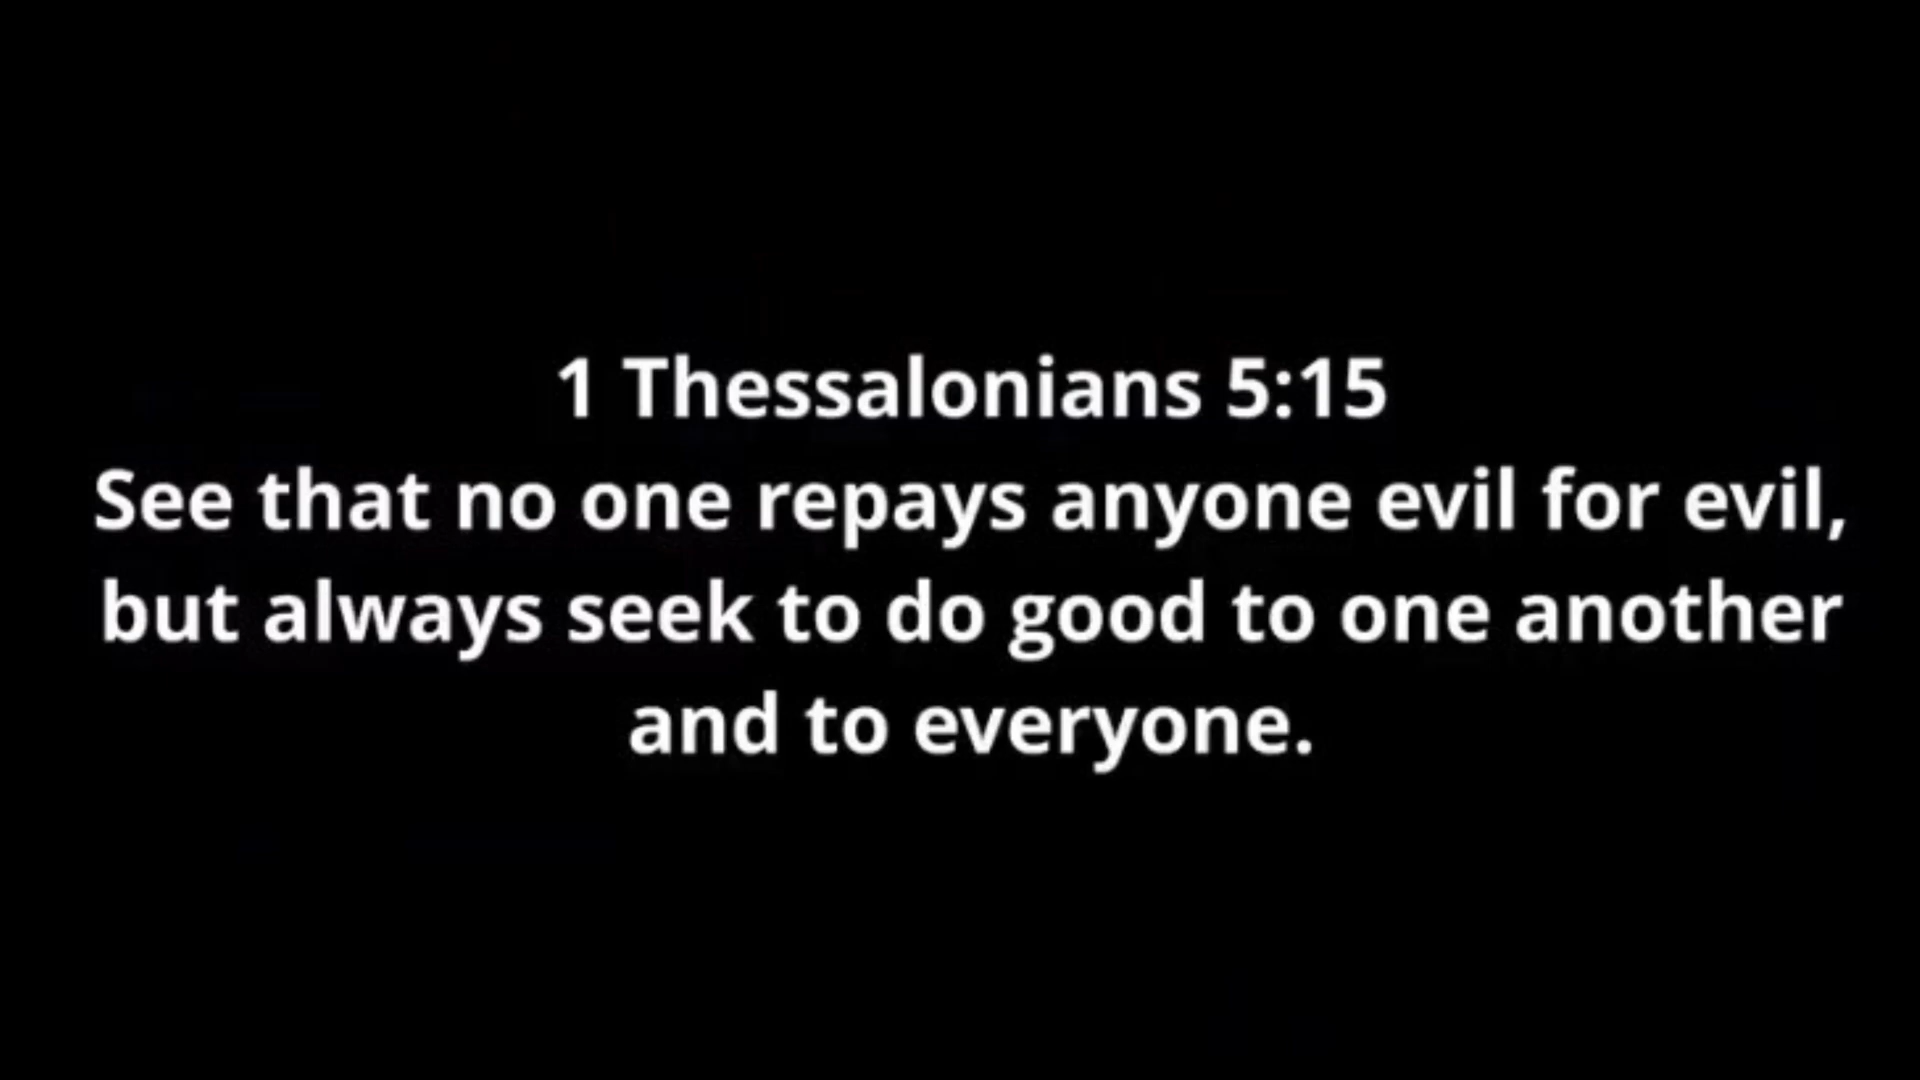 1 Thessalonians 5:15
See that no one repays anyone evil for evil,
but always seek to do good to one another
and to everyone.